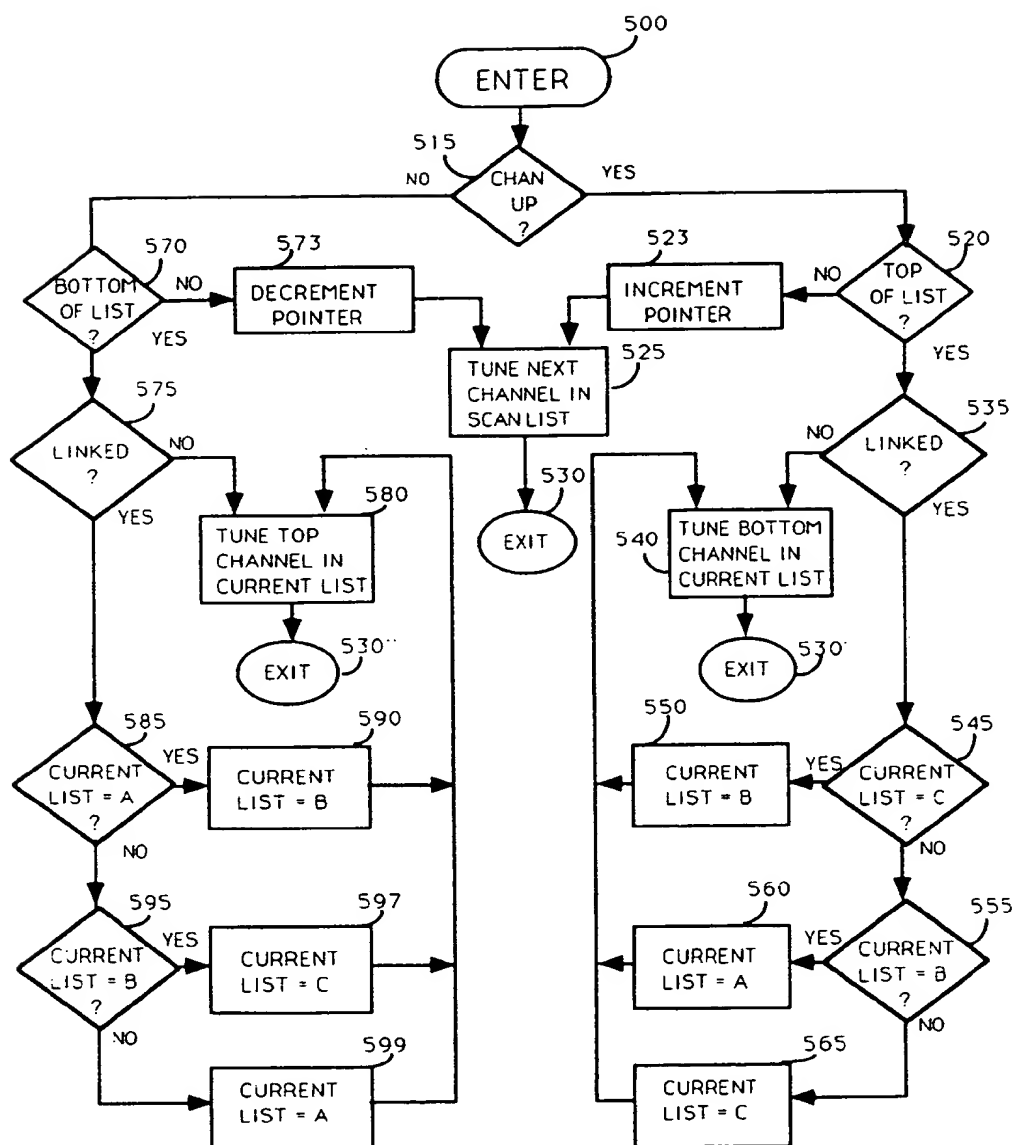 500
ENTER
515
NO
CHAN
UP
?
YES
570
BOTTOM
OF LIST
?
NO
YES
573
DECREMENT
POINTER
523
INCREMENT
POINTER
520
TOP
OF LIST
?
NO
YES
525
TUNE NEXT
CHANNEL IN
SCAN LIST
530
EXIT
575
LINKED
?
NO
YES
580
TUNE TOP
CHANNEL IN
CURRENT LIST
530''
EXIT
535
LINKED
?
NO
YES
540
TUNE BOTTOM
CHANNEL IN
CURRENT LIST
530'
EXIT
585
CURRENT
LIST = A
?
YES
NO
590
CURRENT
LIST = B
550
CURRENT
LIST = B
545
CURRENT
LIST = C
?
YES
NO
595
CURRENT
LIST = B
?
YES
NO
597
CURRENT
LIST = C
560
CURRENT
LIST = A
555
CURRENT
LIST = B
?
YES
NO
599
CURRENT
LIST = A
565
CURRENT
LIST = C